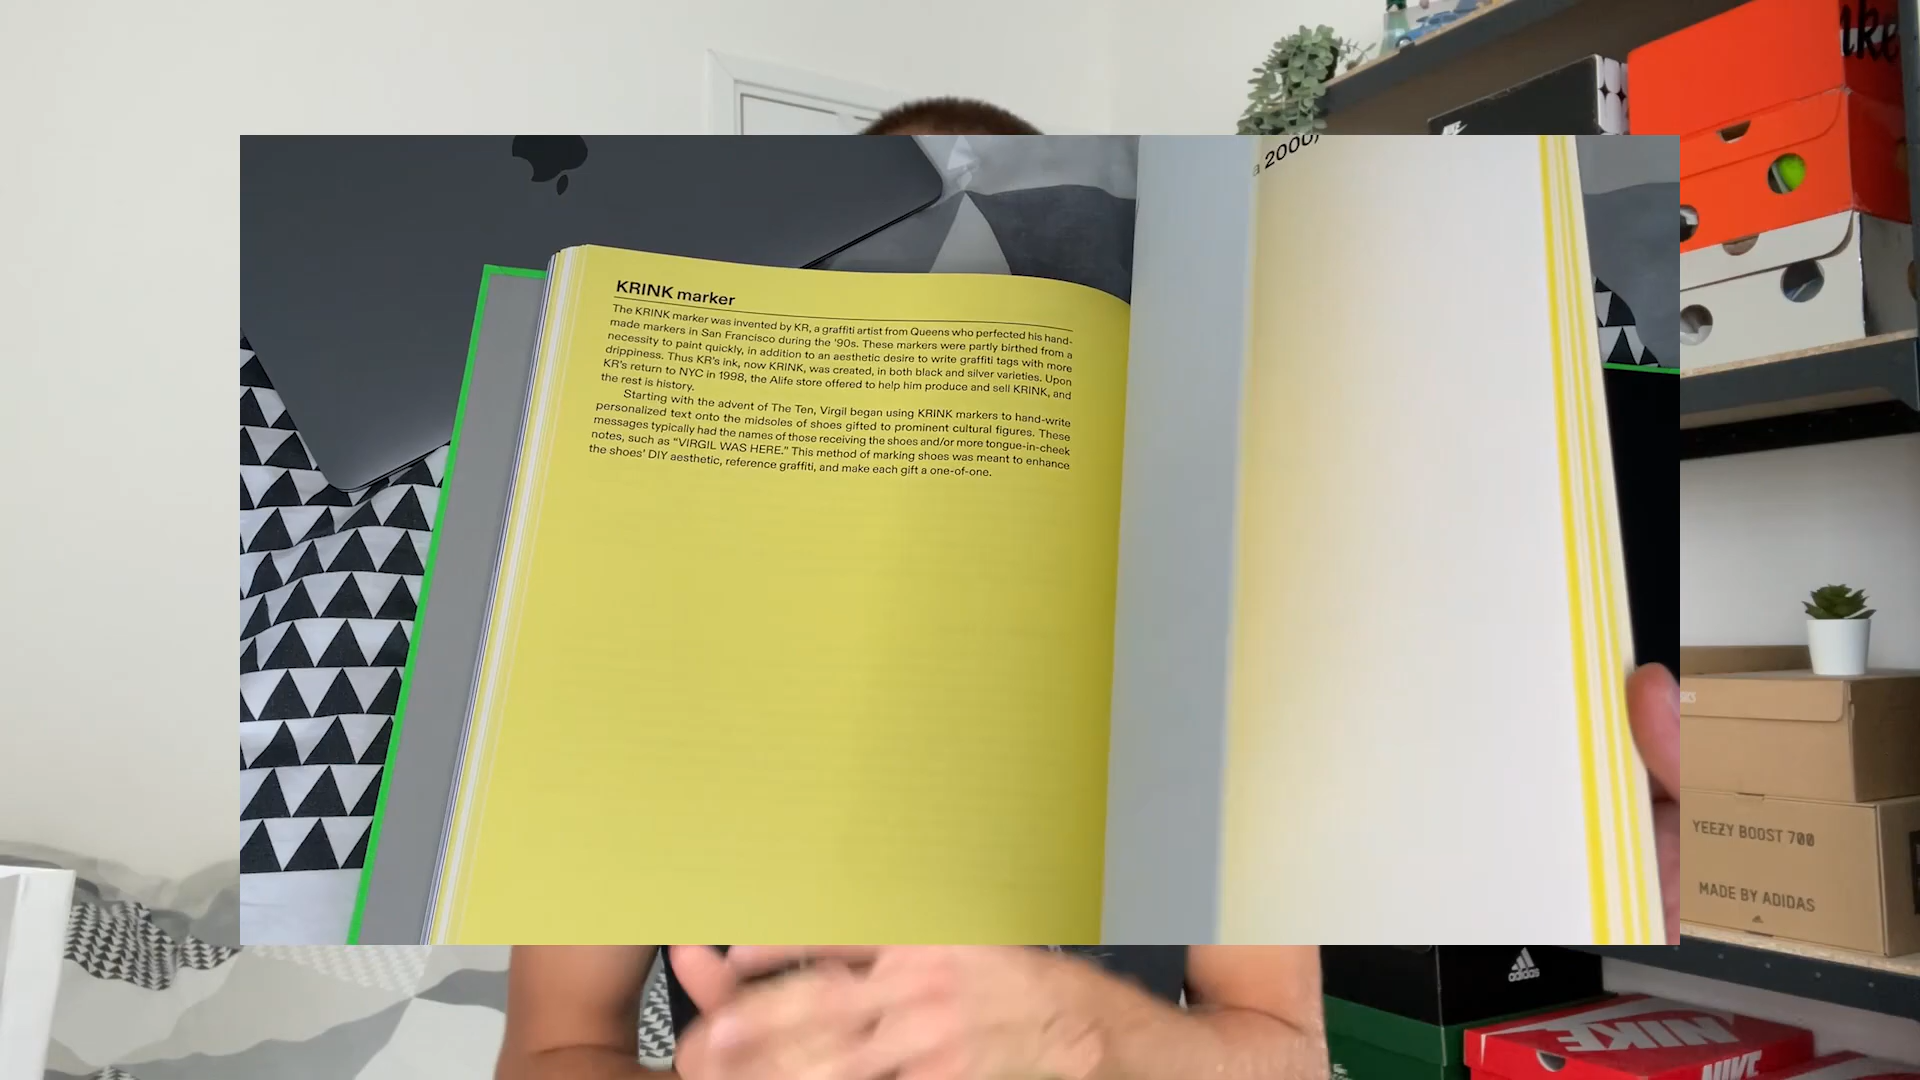 KRINK marker
The KRINK marker was invented by KR, a graffiti artist from Queens who perfected his hand-
made markers in San Francisco during the '90s. These markers were partly birthed from a
necessity to paint quickly, in addition to an aesthetic desire to write graffiti tags with more
drippiness. Thus KR's ink, now KRINK, was created, in both black and silver varieties. Upon
KR's return to NYC in 1998, the Alife store offered to help him produce and sell KRINK, and
the rest is history.
Starting with the advent of The Ten, Virgil began using KRINK markers to hand-write
personalized text onto the midsoles of shoes gifted to prominent cultural figures. These
messages typically had the names of those receiving the shoes and/or more tongue-in-cheek
notes, such as "VIRGIL WAS HERE." This method of marking shoes was meant to enhance
the shoes' DIY aesthetic, reference graffiti, and make each gift a one-of-one.
a 2000
YEEZY BOOST 700
MADE BY ADIDAS
adidas
NIKE
NIKE